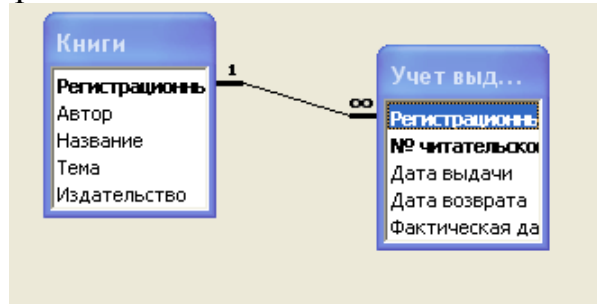 Книги
Регистрационнь
Автор
Название
Тема
Издательство
1
∞
Учет выд...
Регистрационнь
№ читательско
Дата выдачи
Дата возврата
Фактическая да